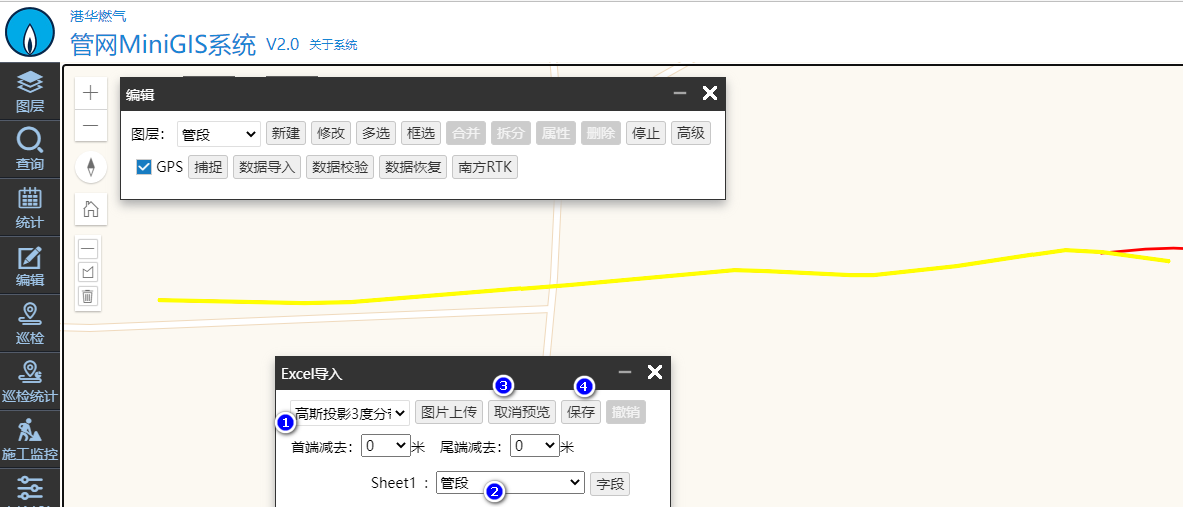 港华燃气
管网MiniGIS系统 V2.0 关于系统
图层
查询
统计
编辑
巡检
巡检统计
施工监控
编辑
图层： 管段 新建 修改 多选 框选 合并 拆分 属性 删除 停止 高级
GPS 捕捉 数据导入 数据校验 数据恢复 南方RTK
Excel导入
3 4
1 高斯投影3度分 图片上传 取消预览 保存 撤销
首端减去： 0 米 尾端减去： 0 米
Sheet1 ： 管段 字段
2